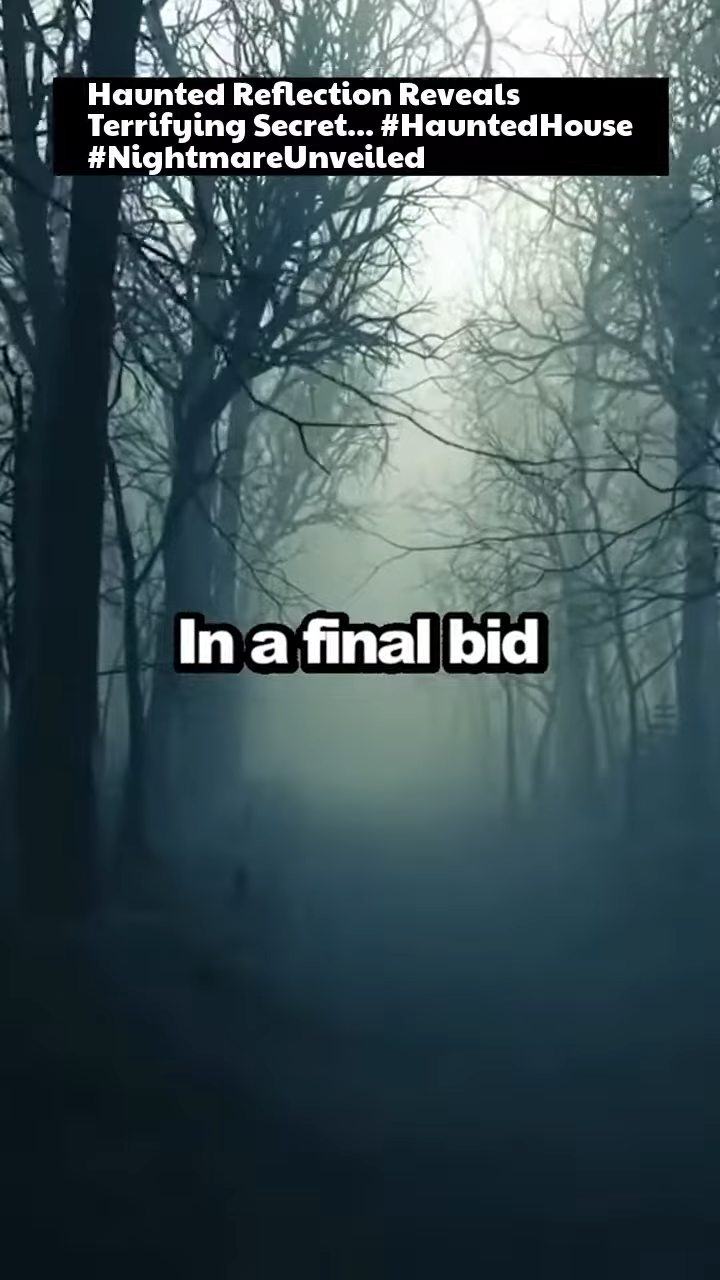 Haunted Reflection Reveals
Terrifying Secret... #HauntedHouse
#NightmareUnveiled
In a final bid